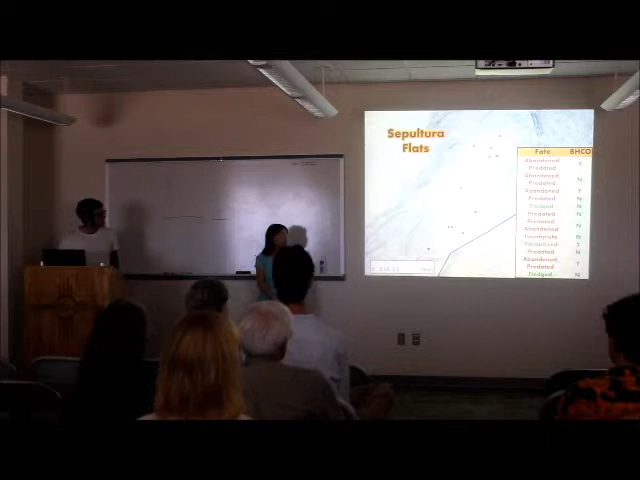 Sepultura
Flats
Fate BHCO
Abandoned
Predated Y
Abandoned
Predated N
Abandoned Y
Predated N
Fledged N
Predated N
Predated
Abandoned N
Incomplete N
Parasitized Y
Predated N
Abandoned
Predated Y
Fledged N